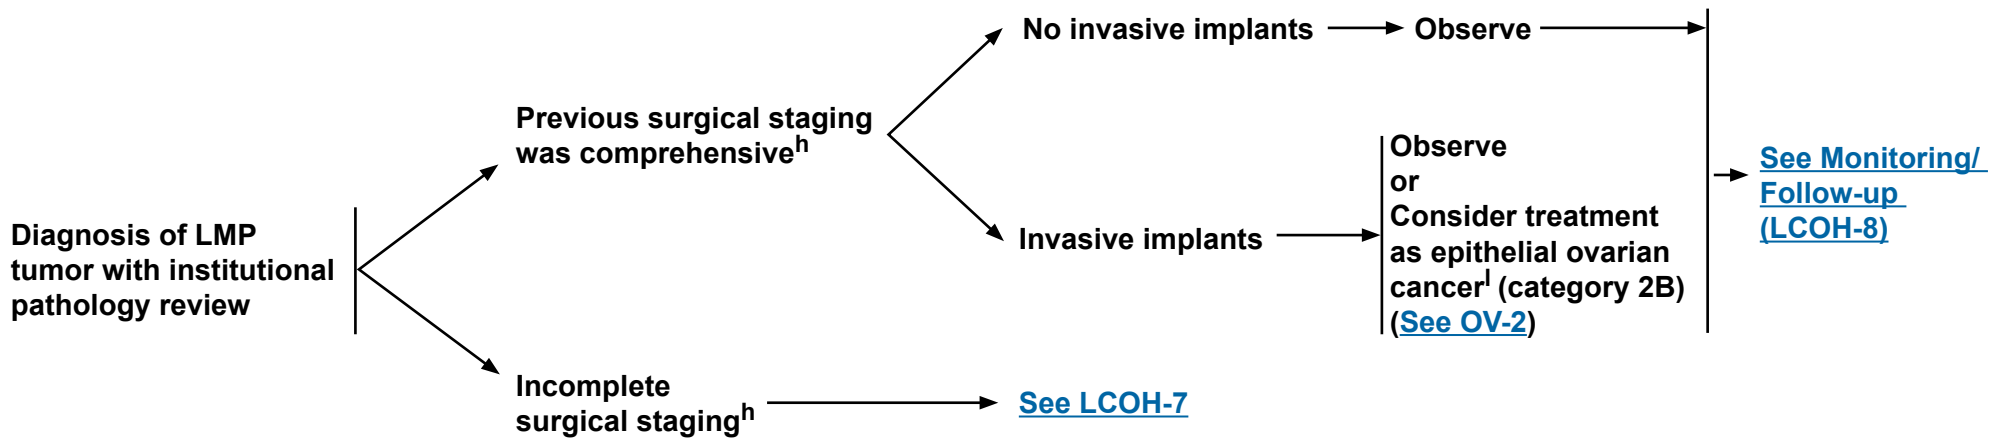 Diagnosis of LMP
tumor with institutional
pathology review
Previous surgical staging
was comprehensiveh
No invasive implants
Observe
Invasive implants
Observe
or
Consider treatment
as epithelial ovarian
cancerl (category 2B)
(See OV-2)
See Monitoring/
Follow-up
(LCOH-8)
Incomplete
surgical stagingh
See LCOH-7